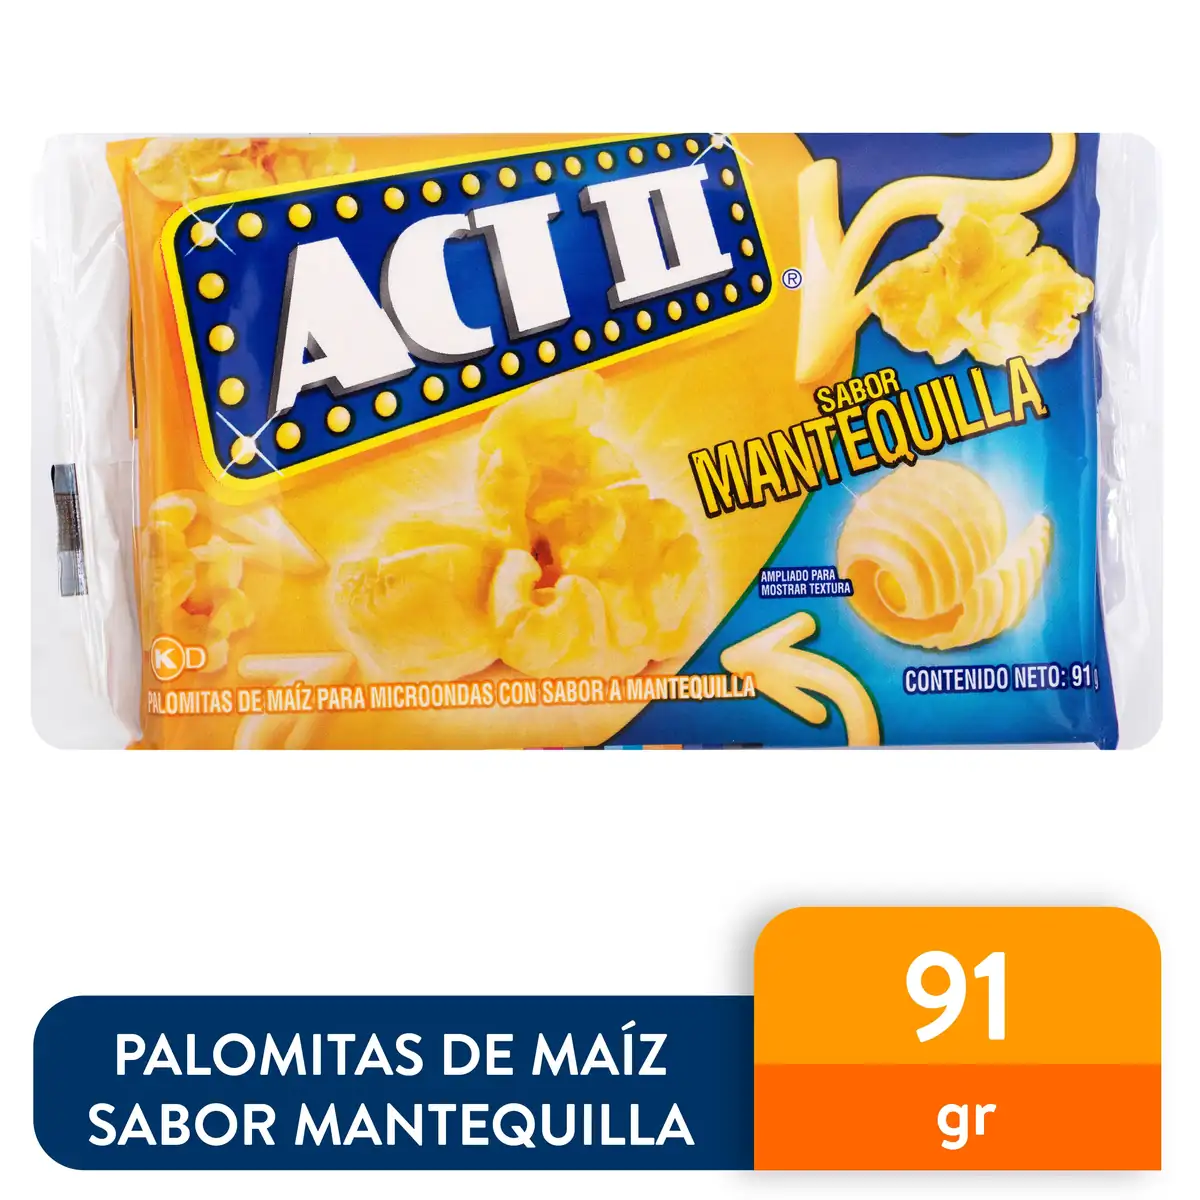 ACT II
®
SABOR
MANTEQUILLA
AMPLIADO PARA
MOSTRAR TEXTURA
K D
PALOMITAS DE MAÍZ PARA MICROONDAS CON SABOR A MANTEQUILLA
CONTENIDO NETO: 91 g
PALOMITAS DE MAÍZ
SABOR MANTEQUILLA
91
gr